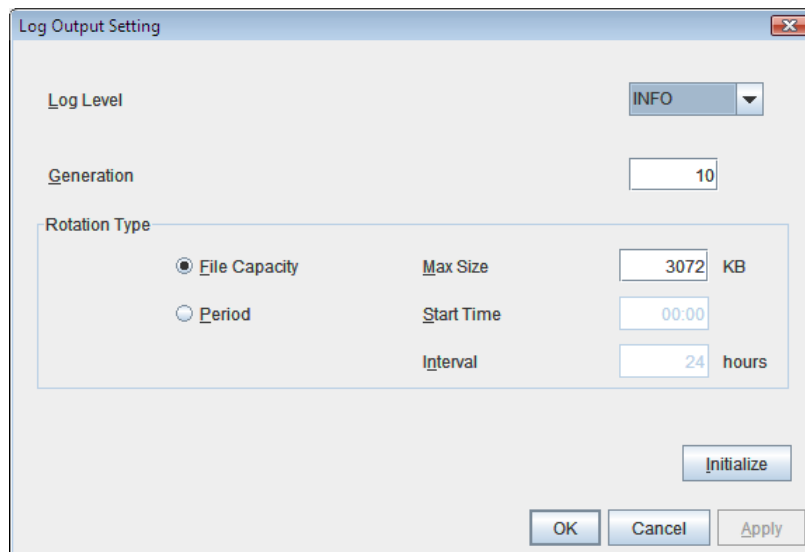 Log Output Setting
Log Level INFO
Generation 10
Rotation Type
File Capacity Max Size 3072 KB
Period Start Time 00:00
Interval 24 hours
Initialize
OK Cancel Apply